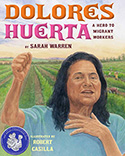 DOLORES
HUERTA
A HERO TO
MIGRANT
WORKERS
BY SARAH WARREN
ILLUSTRATED BY
ROBERT
CASILLA